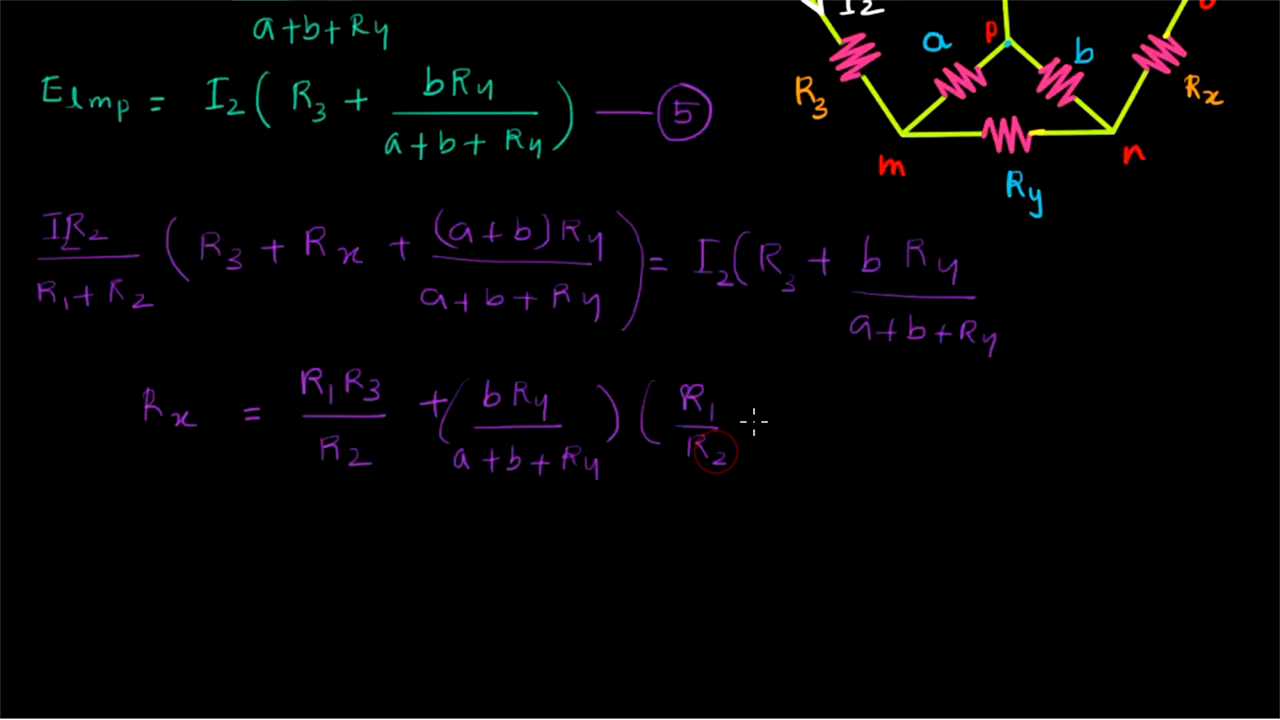 a+b+Ry
I2
a p b
E lmp = I2 ( R3 + bRy / a+b+Ry ) — 5
R3 Rx
m n
Ry
IR2 / R1+R2 ( R3 + Rx + (a+b)Ry / a+b+Ry ) = I2(R3 + b Ry / a+b+Ry
Rx = R1R3 / R2 + ( bRy / a+b+Ry ) ( R1 / R2